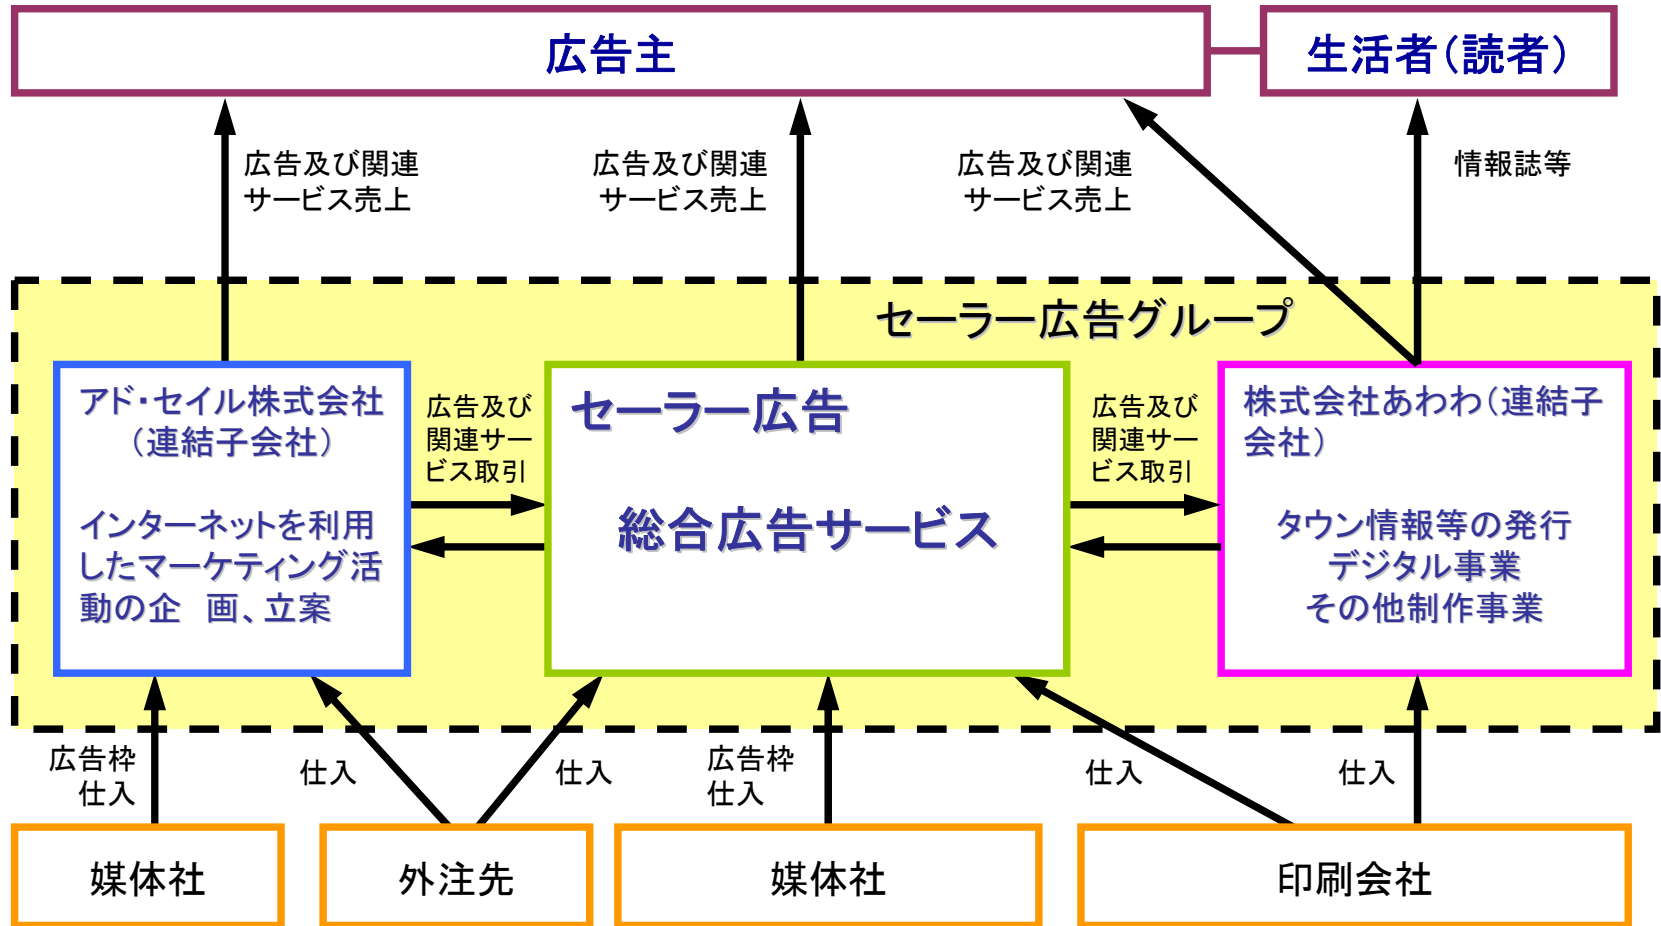 広告主
生活者（読者）
広告及び関連
サービス売上
広告及び関連
サービス売上
広告及び関連
サービス売上
情報誌等
セーラー広告グループ
アド・セイル株式会社
（連結子会社）
インターネットを利用
したマーケティング活
動の企　画、立案
広告及び
関連サー
ビス取引
セーラー広告
総合広告サービス
広告及び
関連サー
ビス取引
株式会社あわわ（連結子
会社）
タウン情報等の発行
デジタル事業
その他制作事業
広告枠
仕入
仕入
仕入
広告枠
仕入
仕入
仕入
媒体社
外注先
媒体社
印刷会社